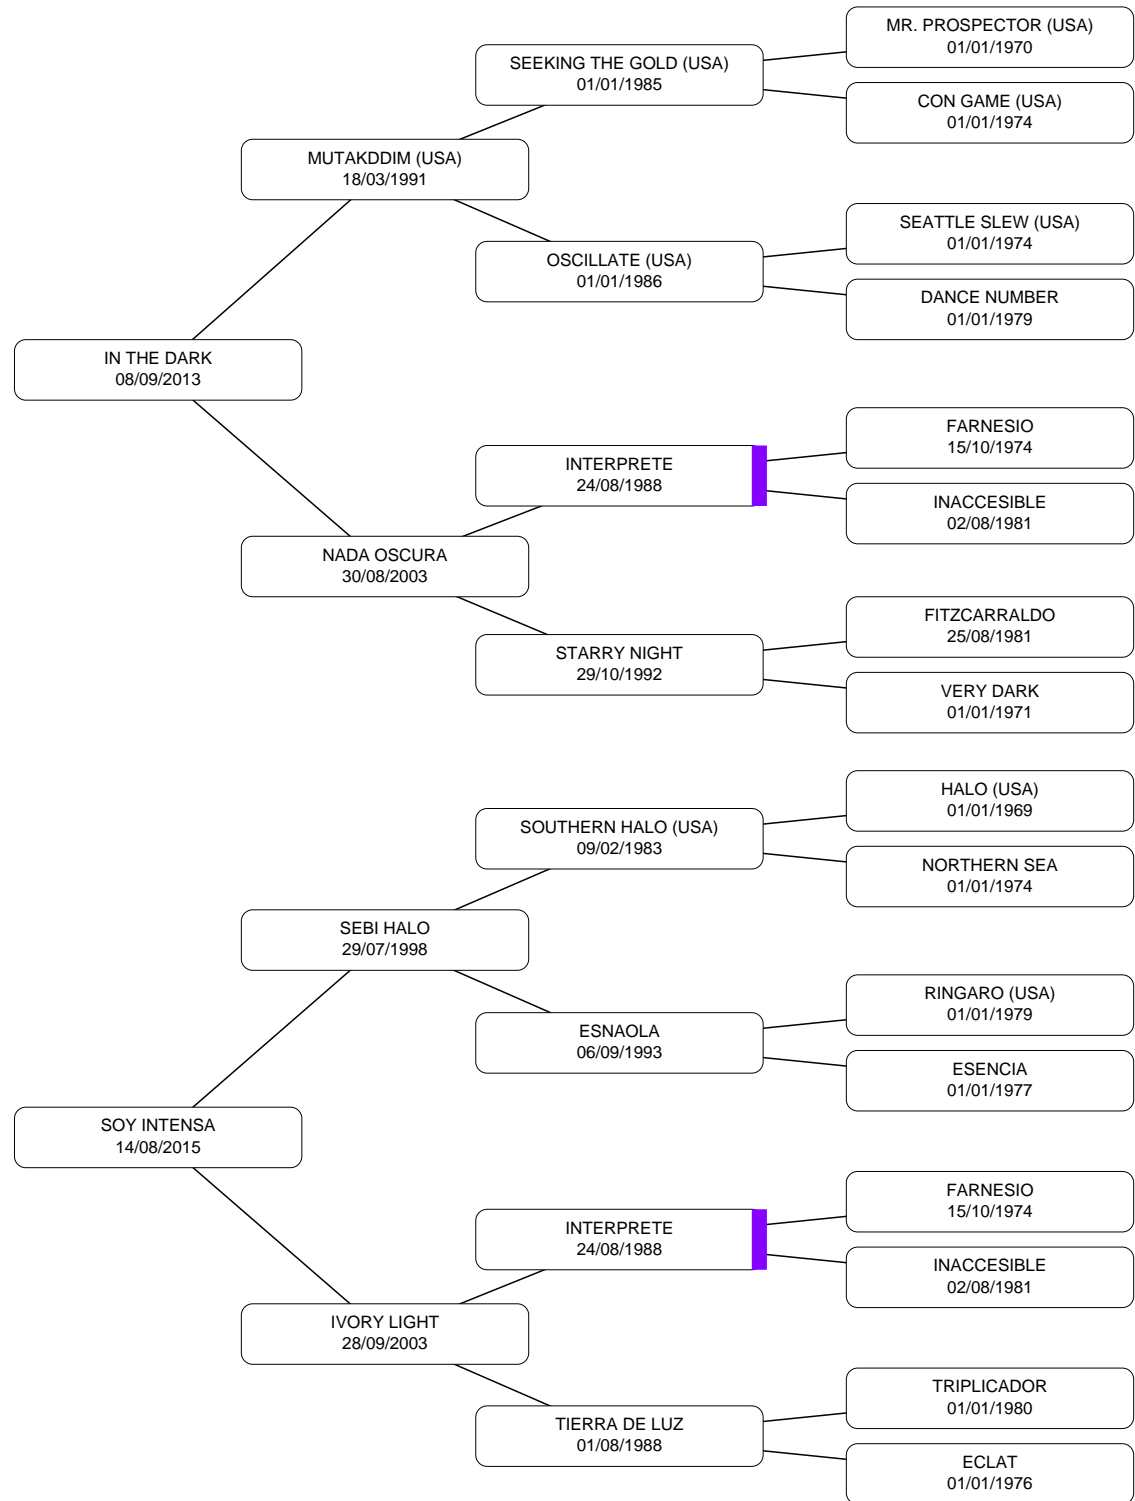 MR. PROSPECTOR (USA)
01/01/1970
SEEKING THE GOLD (USA)
01/01/1985
CON GAME (USA)
01/01/1974
MUTAKDDIM (USA)
18/03/1991
SEATTLE SLEW (USA)
01/01/1974
OSCILLATE (USA)
01/01/1986
DANCE NUMBER
01/01/1979
IN THE DARK
08/09/2013
FARNESIO
15/10/1974
INTERPRETE
24/08/1988
INACCESIBLE
02/08/1981
NADA OSCURA
30/08/2003
FITZCARRALDO
25/08/1981
STARRY NIGHT
29/10/1992
VERY DARK
01/01/1971
HALO (USA)
01/01/1969
SOUTHERN HALO (USA)
09/02/1983
NORTHERN SEA
01/01/1974
SEBI HALO
29/07/1998
RINGARO (USA)
01/01/1979
ESNAOLA
06/09/1993
ESENCIA
01/01/1977
SOY INTENSA
14/08/2015
FARNESIO
15/10/1974
INTERPRETE
24/08/1988
INACCESIBLE
02/08/1981
IVORY LIGHT
28/09/2003
TRIPLICADOR
01/01/1980
TIERRA DE LUZ
01/08/1988
ECLAT
01/01/1976